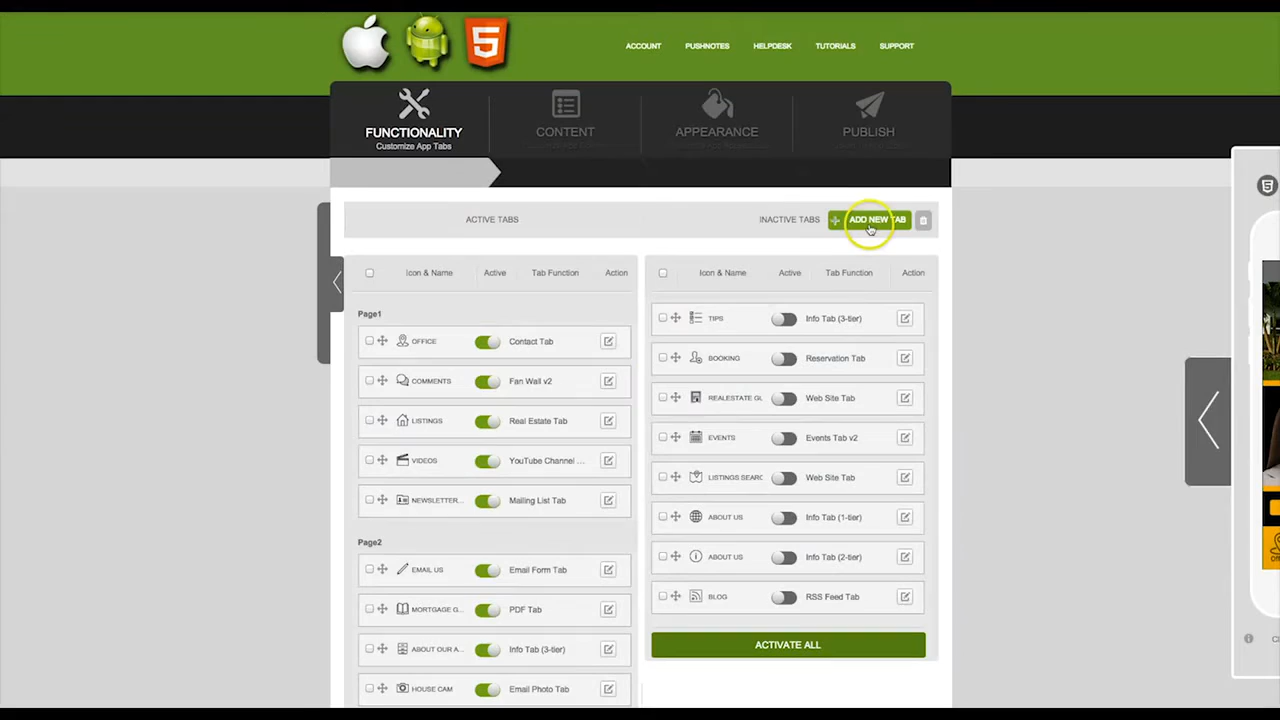 ACCOUNT PUSHNOTES HELPDESK TUTORIALS SUPPORT
FUNCTIONALITY
Customize App Tabs
CONTENT
APPEARANCE
PUBLISH
ACTIVE TABS
INACTIVE TABS
ADD NEW TAB
Icon & Name Active Tab Function Action
Page1
OFFICE Contact Tab
COMMENTS Fan Wall v2
LISTINGS Real Estate Tab
VIDEOS YouTube Channel ...
NEWSLETTER... Mailing List Tab
Page2
EMAIL US Email Form Tab
MORTGAGE G... PDF Tab
ABOUT OUR A... Info Tab (3-tier)
HOUSE CAM Email Photo Tab
Icon & Name Active Tab Function Action
TIPS Info Tab (3-tier)
BOOKING Reservation Tab
REALESTATE GU Web Site Tab
EVENTS Events Tab v2
LISTINGS SEARC Web Site Tab
ABOUT US Info Tab (1-tier)
ABOUT US Info Tab (2-tier)
BLOG RSS Feed Tab
ACTIVATE ALL